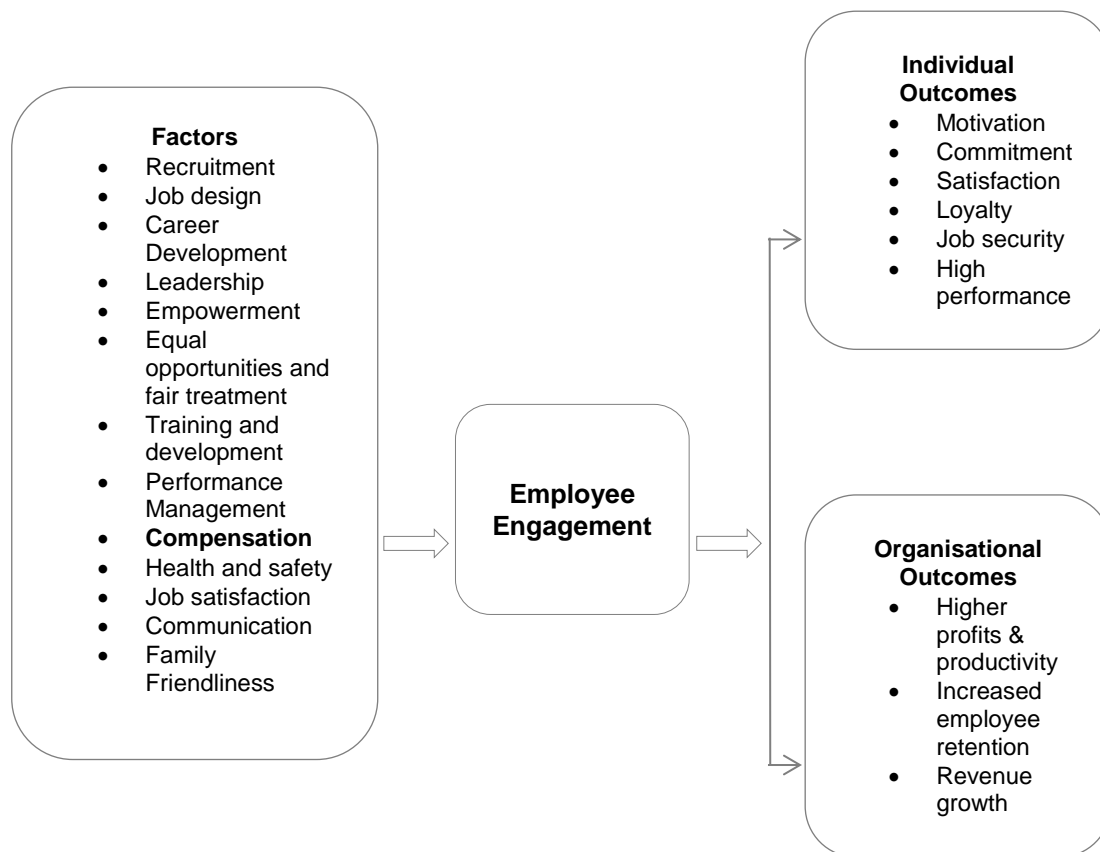 Factors
Recruitment
Job design
Career
Development
Leadership
Empowerment
Equal
opportunities and
fair treatment
Training and
development
Performance
Management
Compensation
Health and safety
Job satisfaction
Communication
Family
Friendliness
Employee
Engagement
Individual
Outcomes
Motivation
Commitment
Satisfaction
Loyalty
Job security
High
performance
Organisational
Outcomes
Higher
profits &
productivity
Increased
employee
retention
Revenue
growth